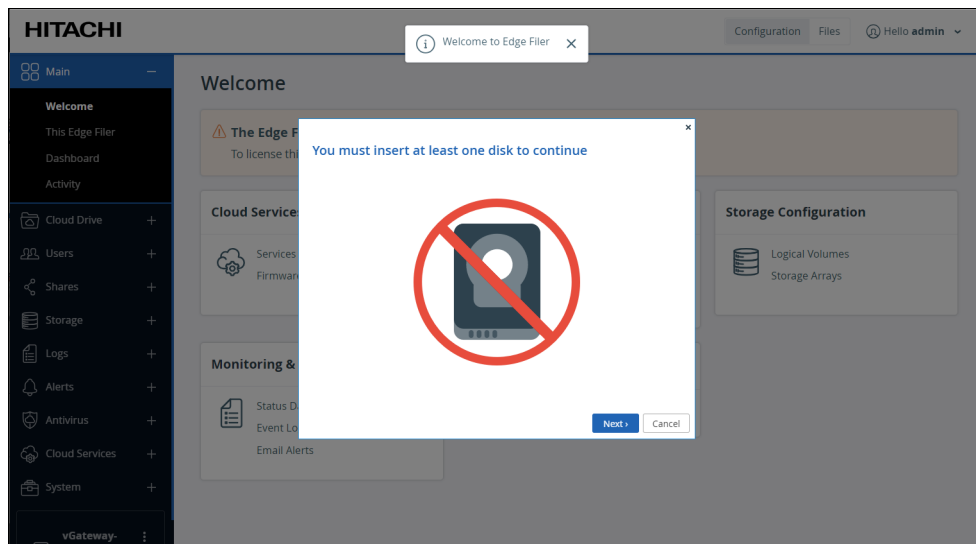 HITACHI
Welcome to Edge Filer
Configuration Files Hello admin
Main
Welcome
This Edge Filer
Dashboard
Activity
Cloud Drive
Users
Shares
Storage
Logs
Alerts
Antivirus
Cloud Services
System
vGateway-
Welcome
The Edge F
To license thi
Cloud Service
Services
Firmwar
Storage Configuration
Logical Volumes
Storage Arrays
Monitoring &
Status D
Event Lo
Email Alerts
You must insert at least one disk to continue
Next ›
Cancel